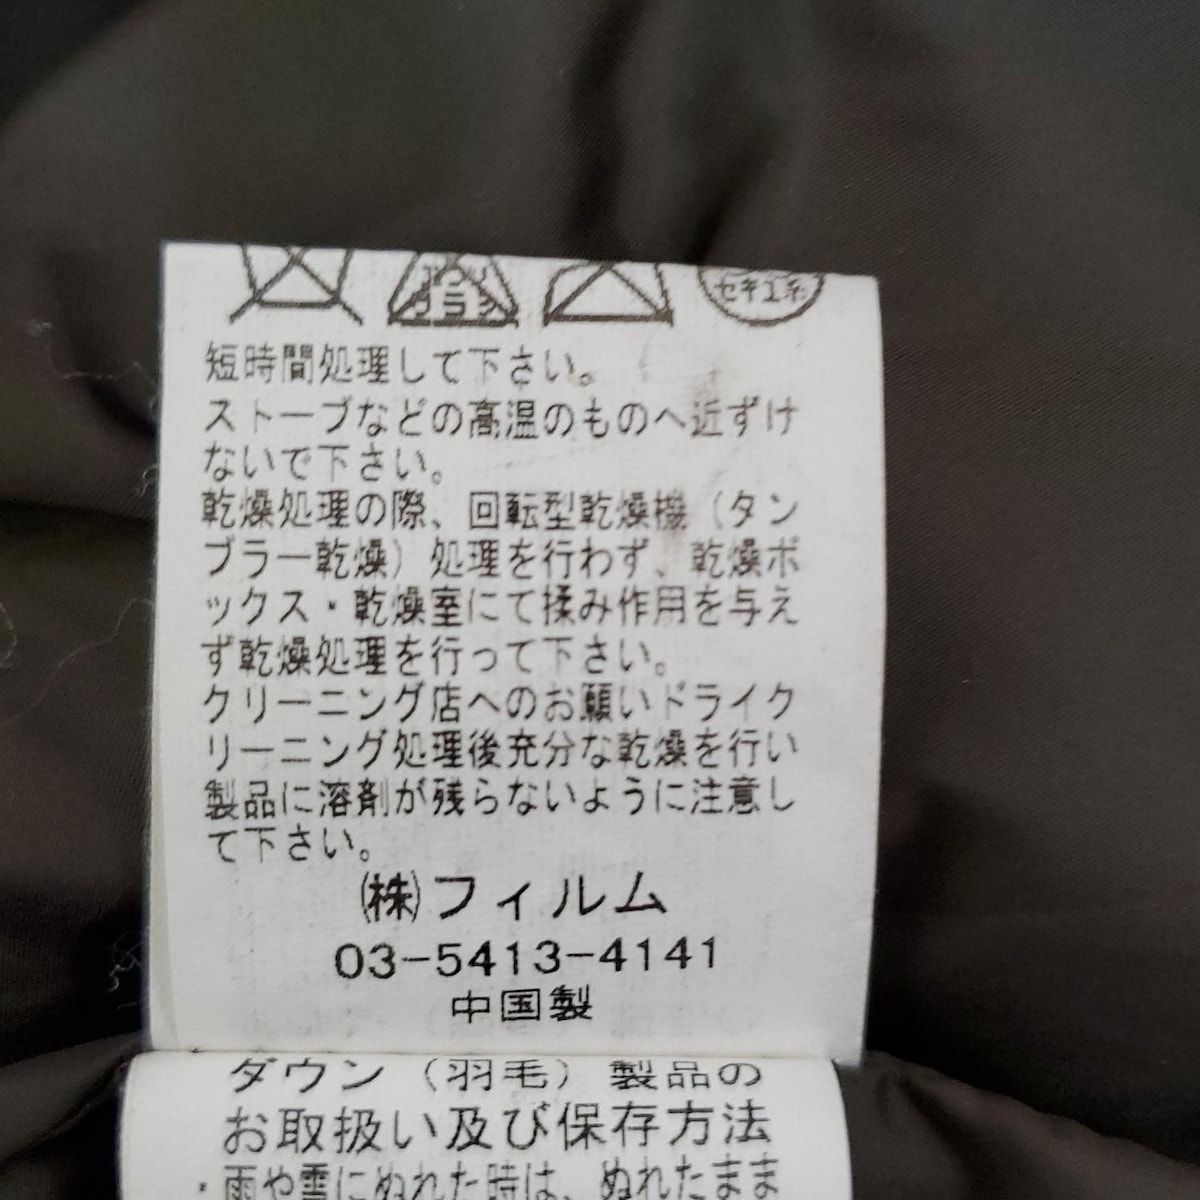 セキユ系
短時間処理して下さい。
ストーブなどの高温のものへ近ずけ
ないで下さい。
乾燥処理の際、回転型乾燥機（タン
ブラー乾燥）処理を行わず、乾燥ボ
ックス・乾燥室にて揉み作用を与え
ず乾燥処理を行って下さい。
クリーニング店へのお願いドライク
リーニング処理後充分な乾燥を行い
製品に溶剤が残らないように注意し
て下さい。
(株)フィルム
03-5413-4141
中国製
ダウン（羽毛）製品の
お取扱い及び保存方法
・雨や雪にぬれた時は、ぬれたまま